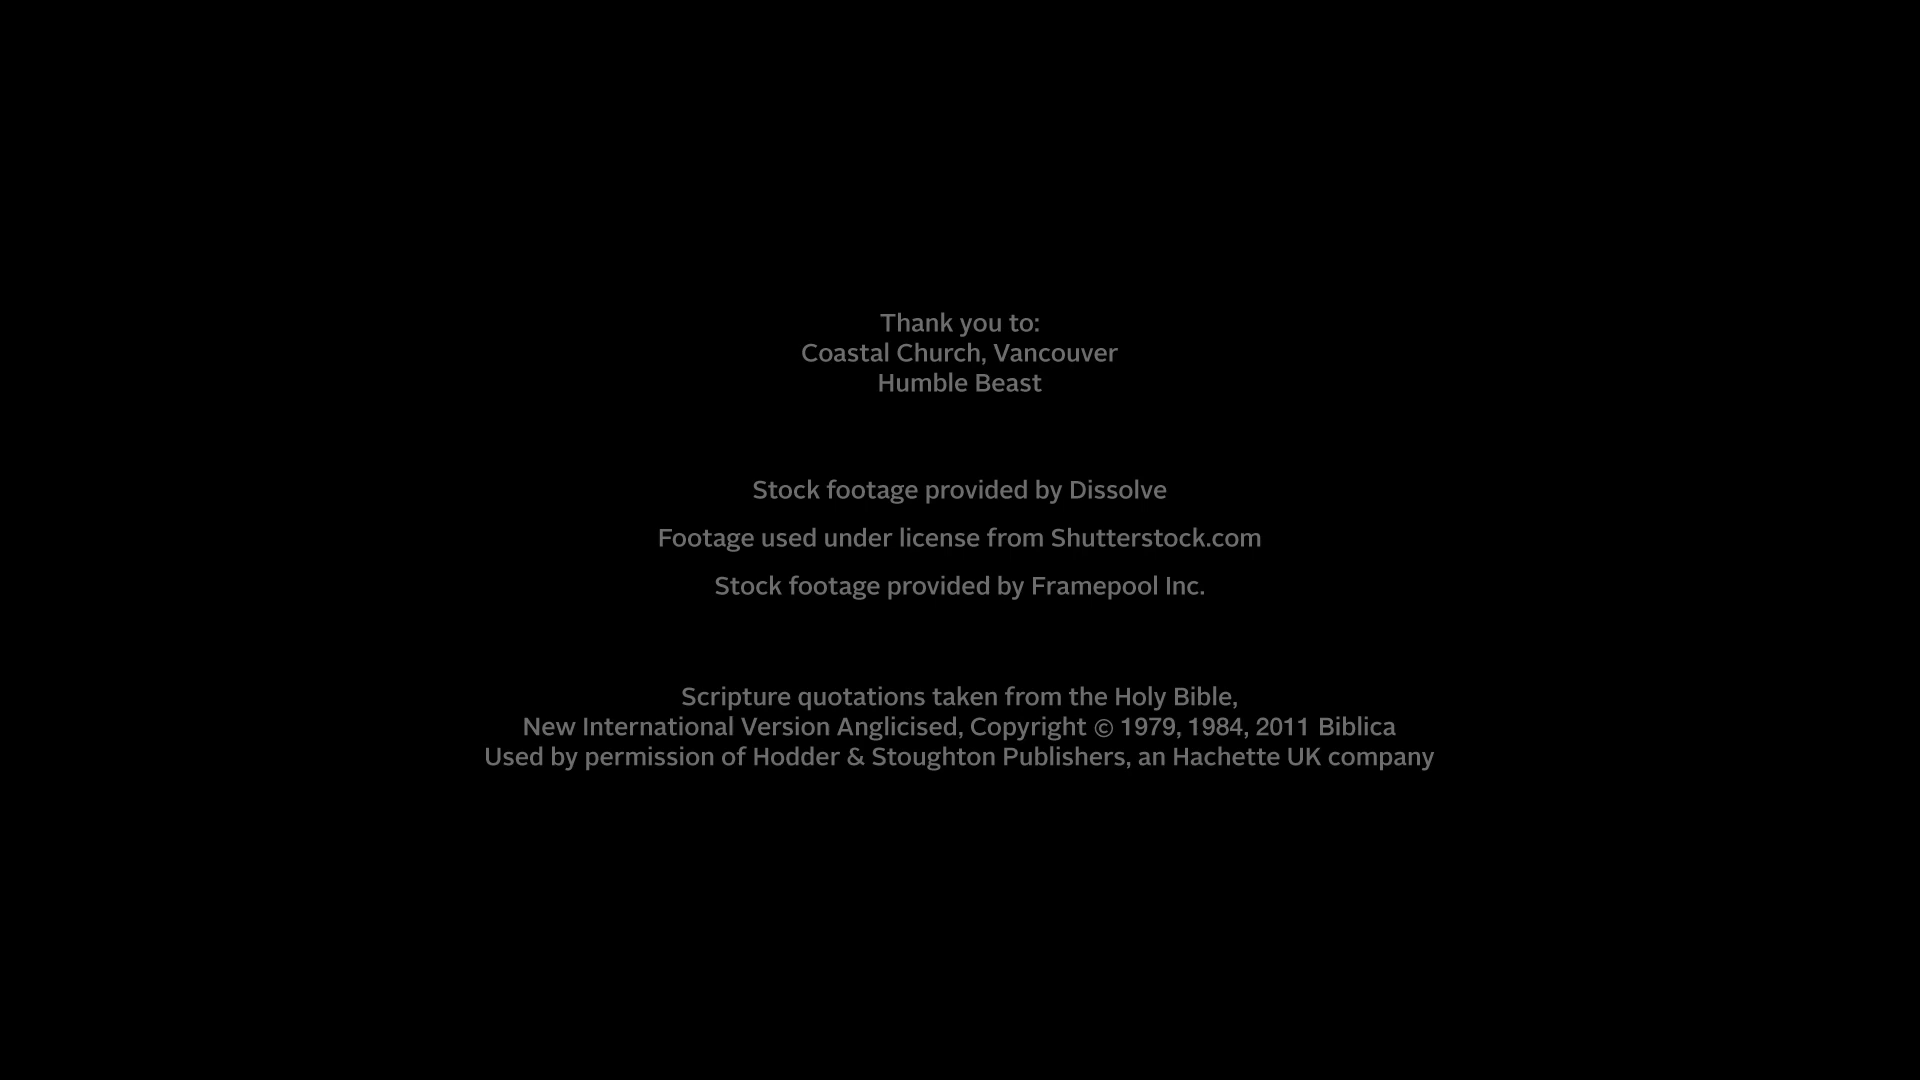 Thank you to:
Coastal Church, Vancouver
Humble Beast
Stock footage provided by Dissolve
Footage used under license from Shutterstock.com
Stock footage provided by Framepool Inc.
Scripture quotations taken from the Holy Bible,
New International Version Anglicised, Copyright © 1979, 1984, 2011 Biblica
Used by permission of Hodder & Stoughton Publishers, an Hachette UK company